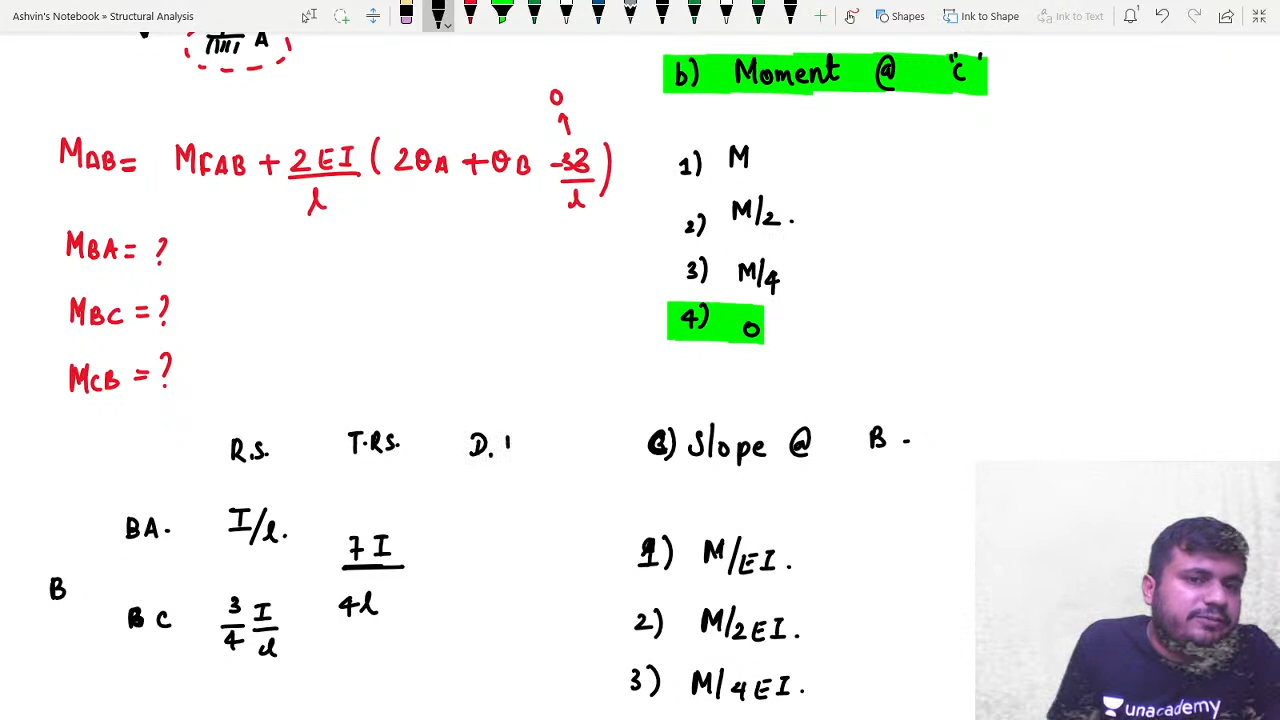 Ashvin's Notebook » Structural Analysis
Shapes
Ink to Shape
Ink to Text
A
b) Moment @ "C"
0
MAB = MFAB + 2EI/l (2θA + θB - 3δ/l)
1) M
2) M/2.
MBA = ?
3) M/4
MBC = ?
4) 0
MCB = ?
R.S. T.R.S. D.
C) Slope @ B.
BA. I/l.
7I/4l
1) M/EI.
B
BC 3/4 I/l
2) M/2EI.
3) M/4EI.
unacademy